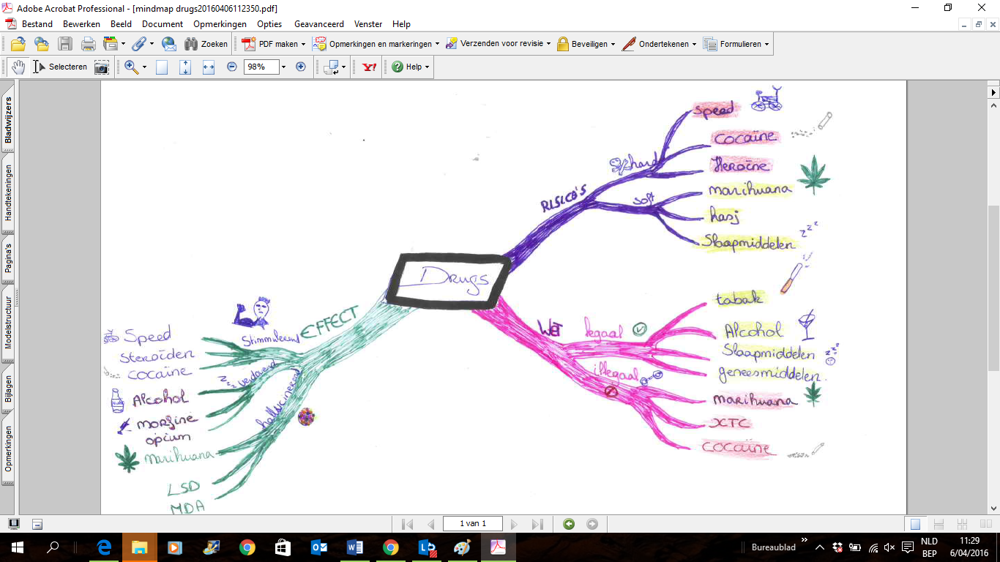 Adobe Acrobat Professional - [mindmap drugs20160406112350.pdf]
Bestand Bewerken Beeld Document Opmerkingen Opties Geavanceerd Venster Help
Zoeken PDF maken Opmerkingen en markeringen Verzenden voor revisie Beveiligen Ondertekenen Formulieren
Selecteren 98% Y! Help
Bladwijzers
Handtekeningen
Pagina's
Modelstructuur
Bijlagen
Opmerkingen
Drugs
RISICO'S
hard
Speed
Cocaïne
Heroïne
soft
marihuana
hasj
Slaapmiddelen
zzz
WET
legaal
tabak
Alcohol
Slaapmiddelen
geneesmiddelen.
illegaal
marihuana
XTC
Cocaïne
EFFECT
Stimmulerend
Speed
Steroïden
cocaïne
zzz verdovend
Alcohol
morfine
opium
hallucinerend
marihuana
LSD
MDA
1 van 1
Bureaublad
NLD
BEP
11:29
6/04/2016